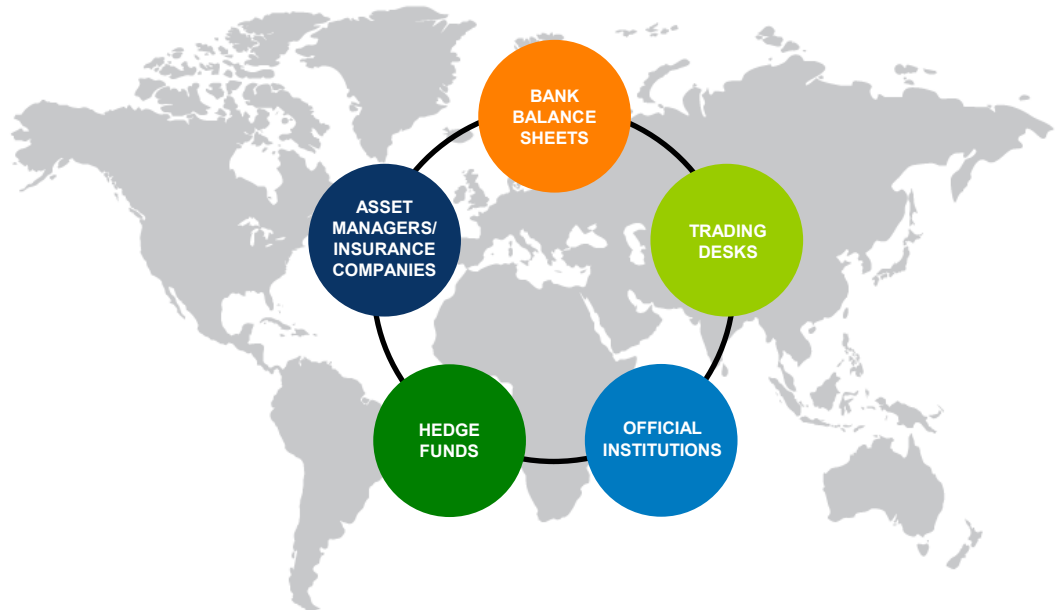 BANK
BALANCE
SHEETS
ASSET
MANAGERS/
INSURANCE
COMPANIES
TRADING
DESKS
HEDGE
FUNDS
OFFICIAL
INSTITUTIONS